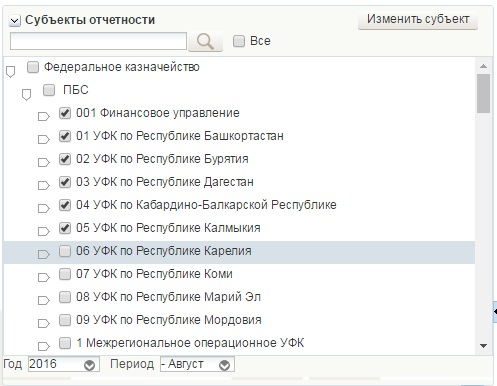 Субъекты отчетности
Изменить субъект
Все
Федеральное казначейство
ПБС
001 Финансовое управление
01 УФК по Республике Башкортастан
02 УФК по Республике Бурятия
03 УФК по Республике Дагестан
04 УФК по Кабардино-Балкарской Республике
05 УФК по Республике Калмыкия
06 УФК по Республике Карелия
07 УФК по Республике Коми
08 УФК по Республике Марий Эл
09 УФК по Республике Мордовия
1 Межрегиональное операционное УФК
Год 2016 Период - Август